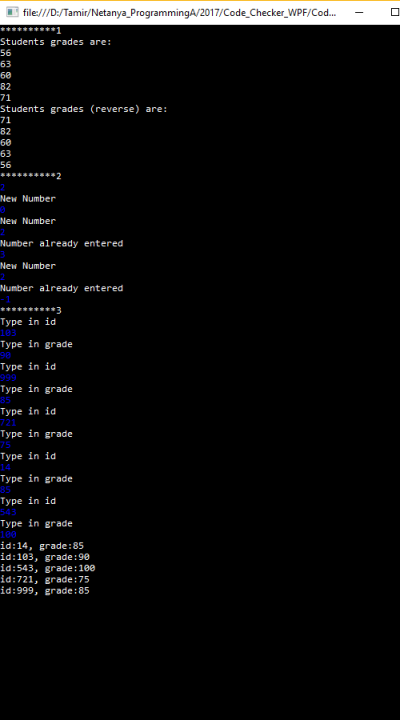 file:///D:/Tamir/Netanya_ProgrammingA/2017/Code_Checker_WPF/Cod...
**********1
Students grades are:
56
63
60
82
71
Students grades (reverse) are:
71
82
60
63
56
**********2
2
New Number
0
New Number
2
Number already entered
3
New Number
2
Number already entered
-1
**********3
Type in id
103
Type in grade
90
Type in id
999
Type in grade
85
Type in id
721
Type in grade
75
Type in id
14
Type in grade
85
Type in id
543
Type in grade
100
id:14, grade:85
id:103, grade:90
id:543, grade:100
id:721, grade:75
id:999, grade:85